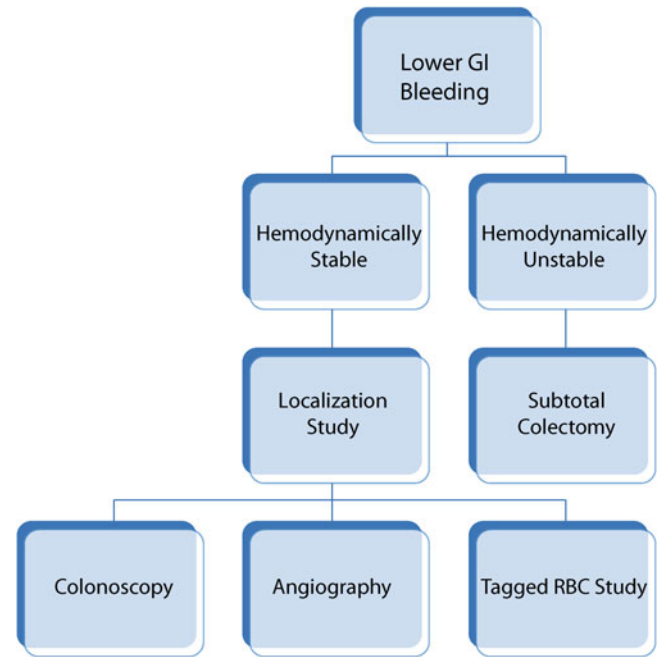 Lower GI
Bleeding
Hemodynamically
Stable
Hemodynamically
Unstable
Localization
Study
Subtotal
Colectomy
Colonoscopy
Angiography
Tagged RBC Study